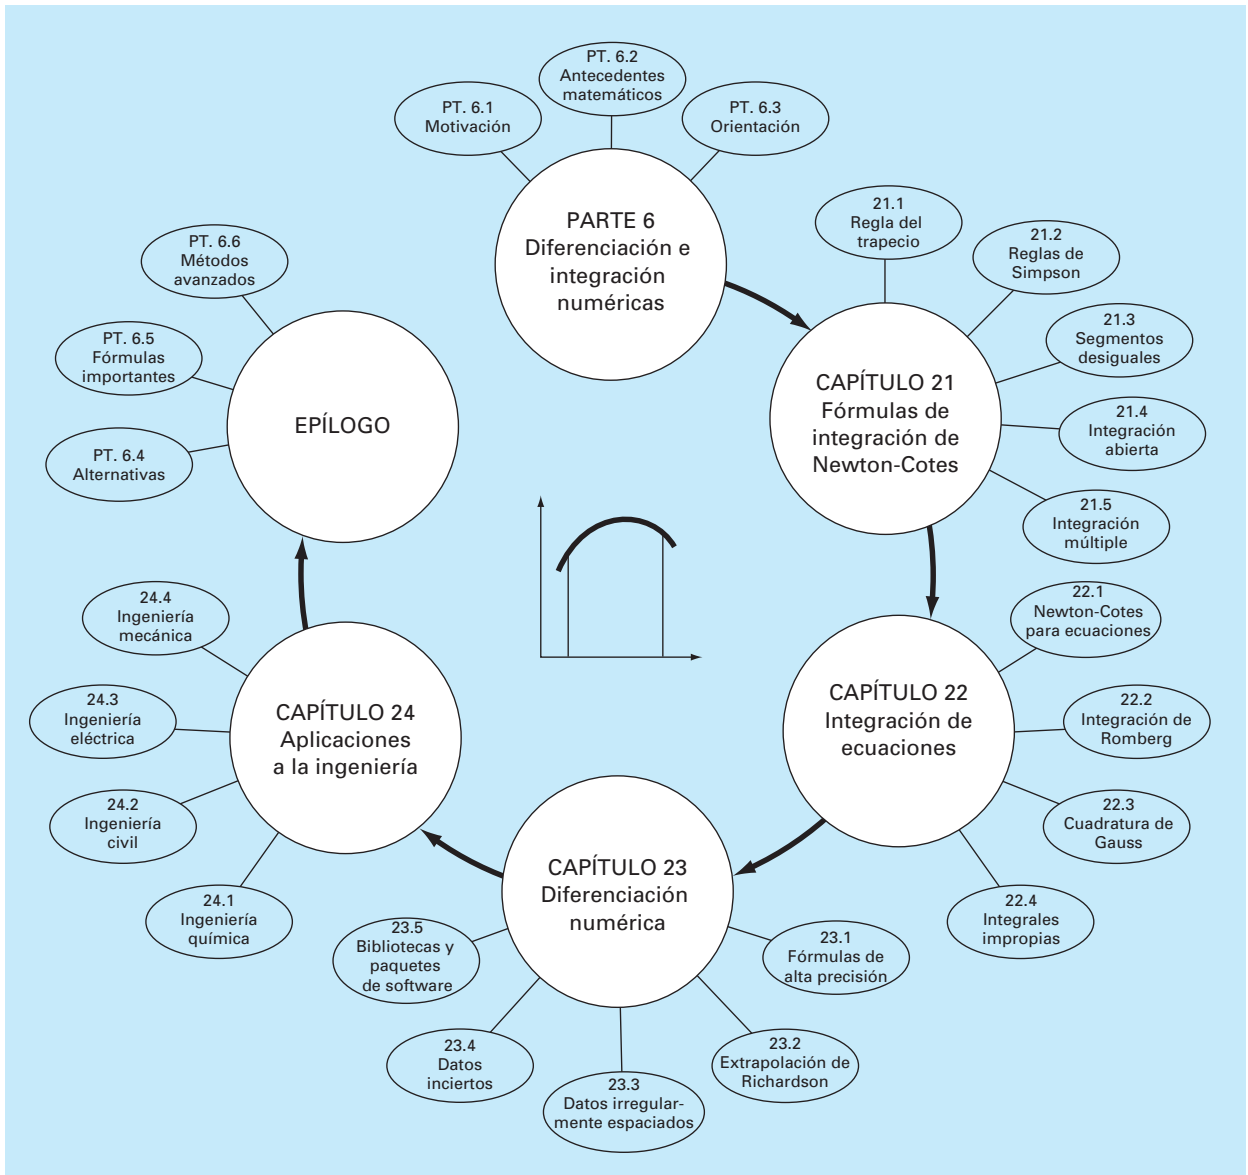 PT. 6.1
Motivación
PT. 6.2
Antecedentes
matemáticos
PT. 6.3
Orientación
PARTE 6
Diferenciación e
integración
numéricas
21.1
Regla del
trapecio
21.2
Reglas de
Simpson
21.3
Segmentos
desiguales
21.4
Integración
abierta
21.5
Integración
múltiple
CAPÍTULO 21
Fórmulas de
integración de
Newton-Cotes
22.1
Newton-Cotes
para ecuaciones
22.2
Integración de
Romberg
22.3
Cuadratura de
Gauss
22.4
Integrales
impropias
CAPÍTULO 22
Integración de
ecuaciones
CAPÍTULO 23
Diferenciación
numérica
23.1
Fórmulas de
alta precisión
23.2
Extrapolación de
Richardson
23.3
Datos irregular-
mente espaciados
23.4
Datos
inciertos
23.5
Bibliotecas y
paquetes
de software
CAPÍTULO 24
Aplicaciones
a la ingeniería
24.1
Ingeniería
química
24.2
Ingeniería
civil
24.3
Ingeniería
eléctrica
24.4
Ingeniería
mecánica
EPÍLOGO
PT. 6.4
Alternativas
PT. 6.5
Fórmulas
importantes
PT. 6.6
Métodos
avanzados